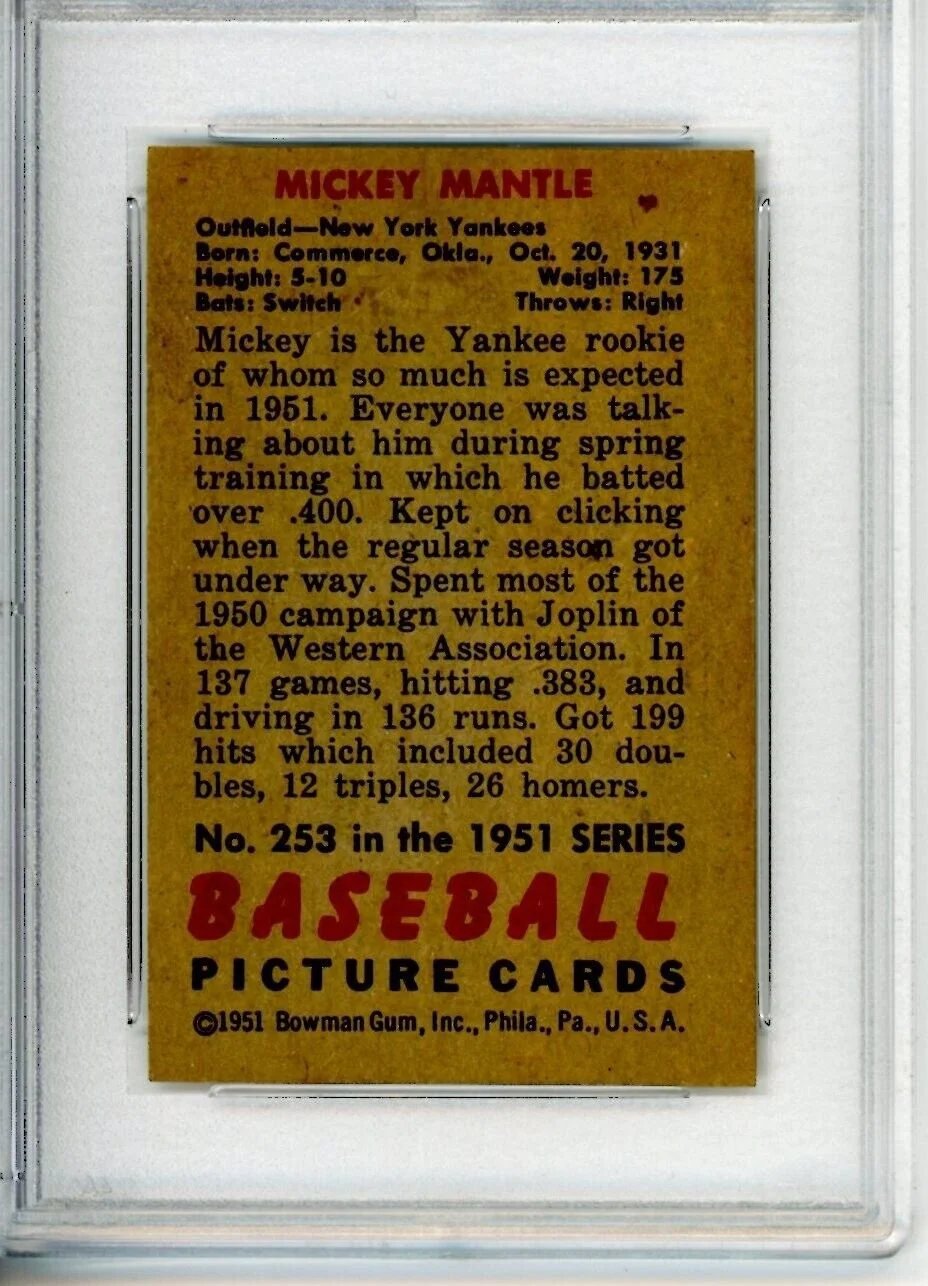 MICKEY MANTLE
Outfield—New York Yankees
Born: Commerce, Okla., Oct. 20, 1931
Height: 5-10 Weight: 175
Bats: Switch Throws: Right
Mickey is the Yankee rookie
of whom so much is expected
in 1951. Everyone was talk-
ing about him during spring
training in which he batted
over .400. Kept on clicking
when the regular season got
under way. Spent most of the
1950 campaign with Joplin of
the Western Association. In
137 games, hitting .383, and
driving in 136 runs. Got 199
hits which included 30 dou-
bles, 12 triples, 26 homers.
No. 253 in the 1951 SERIES
BASEBALL
PICTURE CARDS
©1951 Bowman Gum, Inc., Phila., Pa., U.S.A.